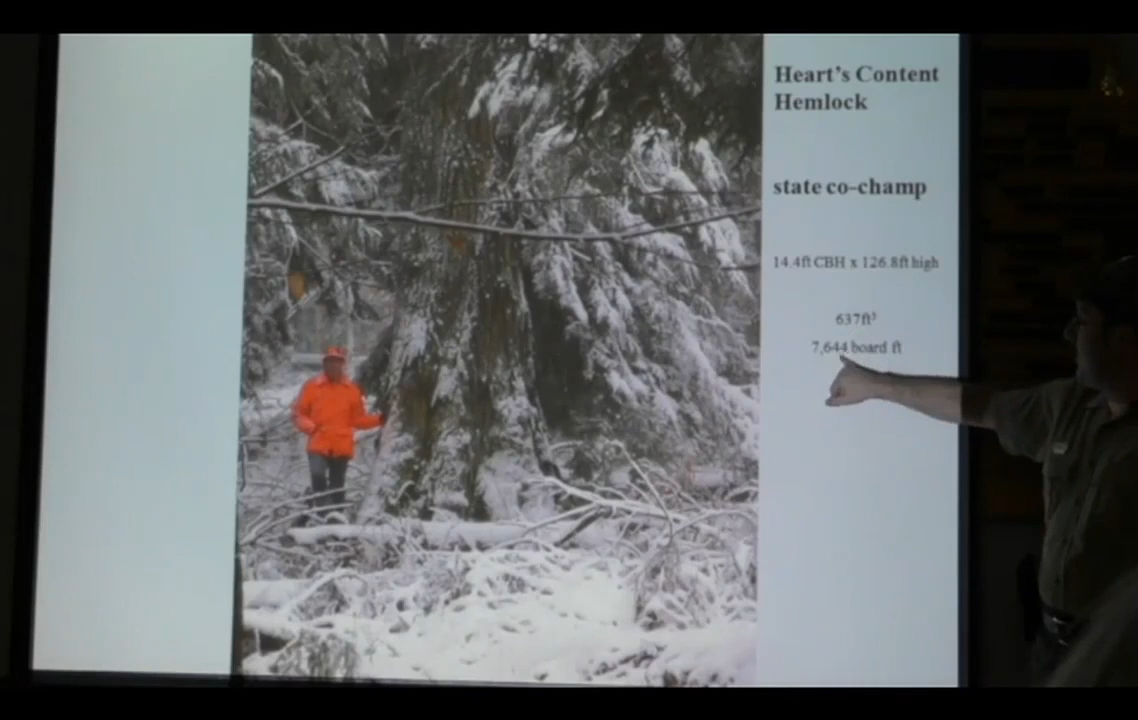 Heart's Content
Hemlock
state co-champ
14.4ft CBH x 126.8ft high
637ft³
7,644 board ft